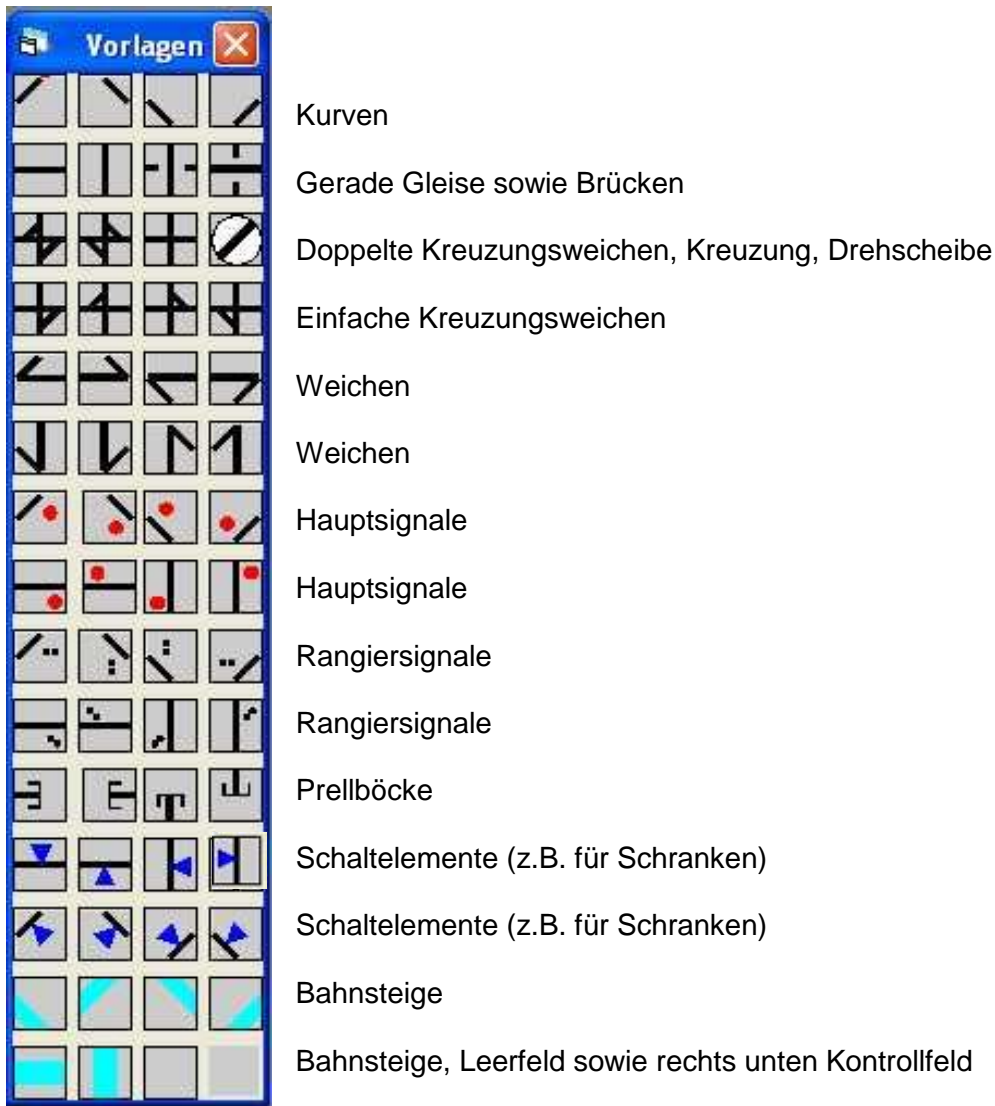 Vorlagen
Kurven
Gerade Gleise sowie Brücken
Doppelte Kreuzungsweichen, Kreuzung, Drehscheibe
Einfache Kreuzungsweichen
Weichen
Weichen
Hauptsignale
Hauptsignale
Rangiersignale
Rangiersignale
Prellböcke
Schaltelemente (z.B. für Schranken)
Schaltelemente (z.B. für Schranken)
Bahnsteige
Bahnsteige, Leerfeld sowie rechts unten Kontrollfeld